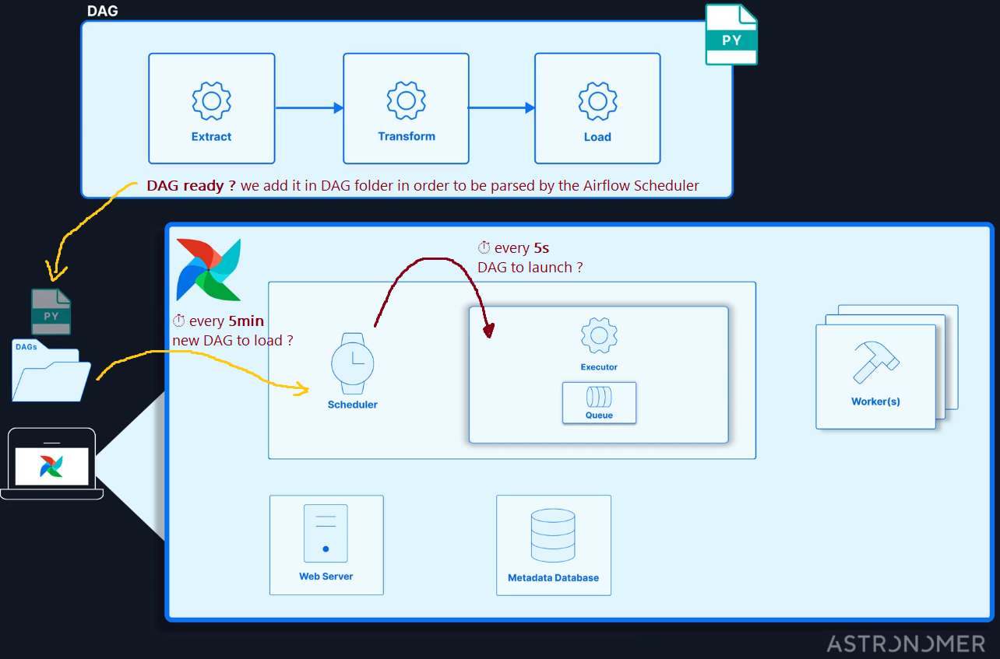 DAG
PY
Extract
Transform
Load
DAG ready ? we add it in DAG folder in order to be parsed by the Airflow Scheduler
⏱ every 5s
DAG to launch ?
PY
⏱ every 5min
new DAG to load ?
DAGs
Scheduler
Executor
Queue
Worker(s)
Web Server
Metadata Database
ASTRONOMER